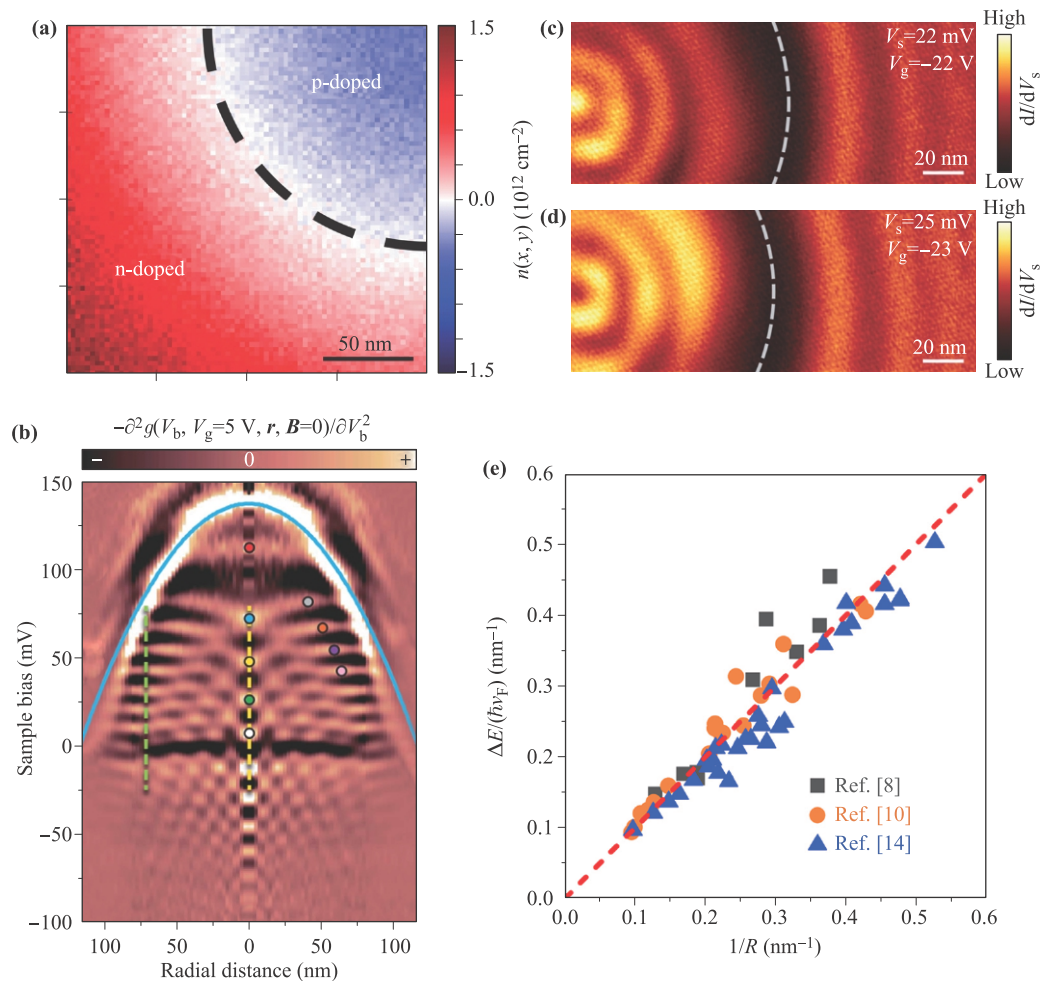 (a)
p-doped
n-doped
50 nm
1.5
0.0
−1.5
n(x, y) (10¹² cm⁻²)
(c)
Vs=22 mV
Vg=−22 V
20 nm
High
dI/dVs
Low
(d)
Vs=25 mV
Vg=−23 V
20 nm
High
dI/dVs
Low
(b)
−∂²g(Vb, Vg=5 V, r, B=0)/∂Vb²
− 0 +
150
100
50
0
−50
−100
Sample bias (mV)
100 50 0 50 100
Radial distance (nm)
(e)
0.6
0.5
0.4
0.3
0.2
0.1
0.0
ΔE/(ℏvF) (nm⁻¹)
Ref. [8]
Ref. [10]
Ref. [14]
0.0 0.1 0.2 0.3 0.4 0.5 0.6
1/R (nm⁻¹)